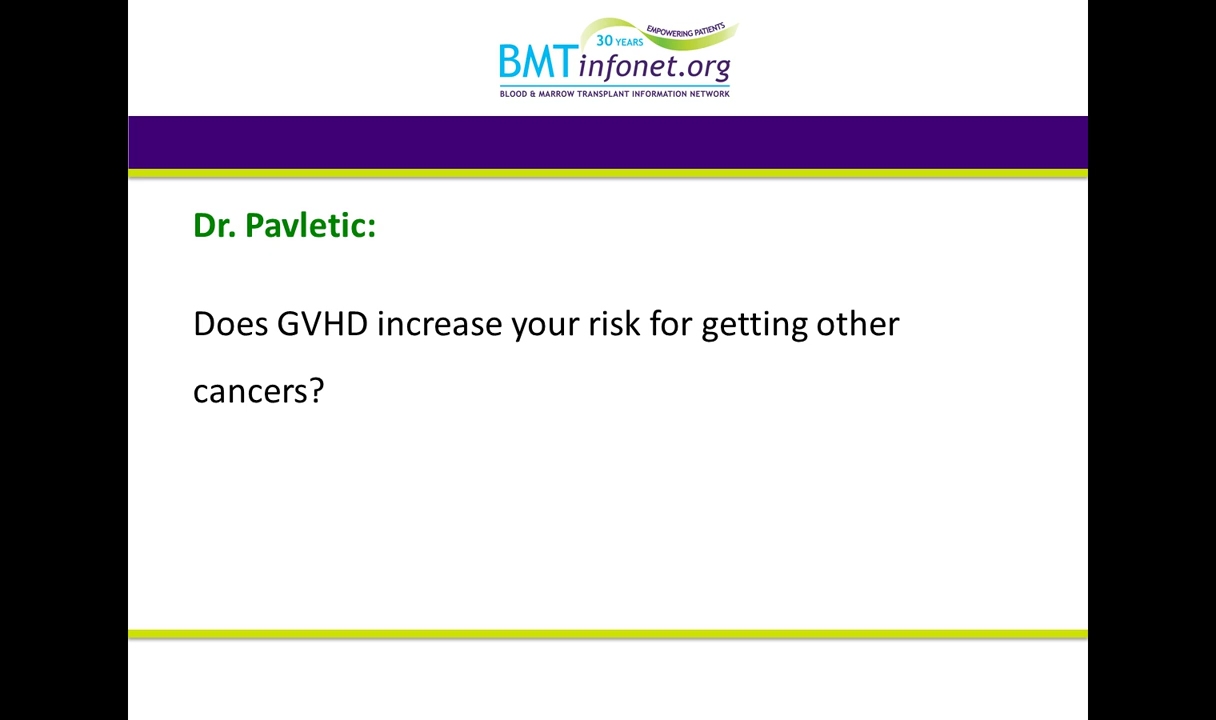 EMPOWERING PATIENTS
30 YEARS
BMTinfonet.org
BLOOD & MARROW TRANSPLANT INFORMATION NETWORK
Dr. Pavletic:
Does GVHD increase your risk for getting other
cancers?